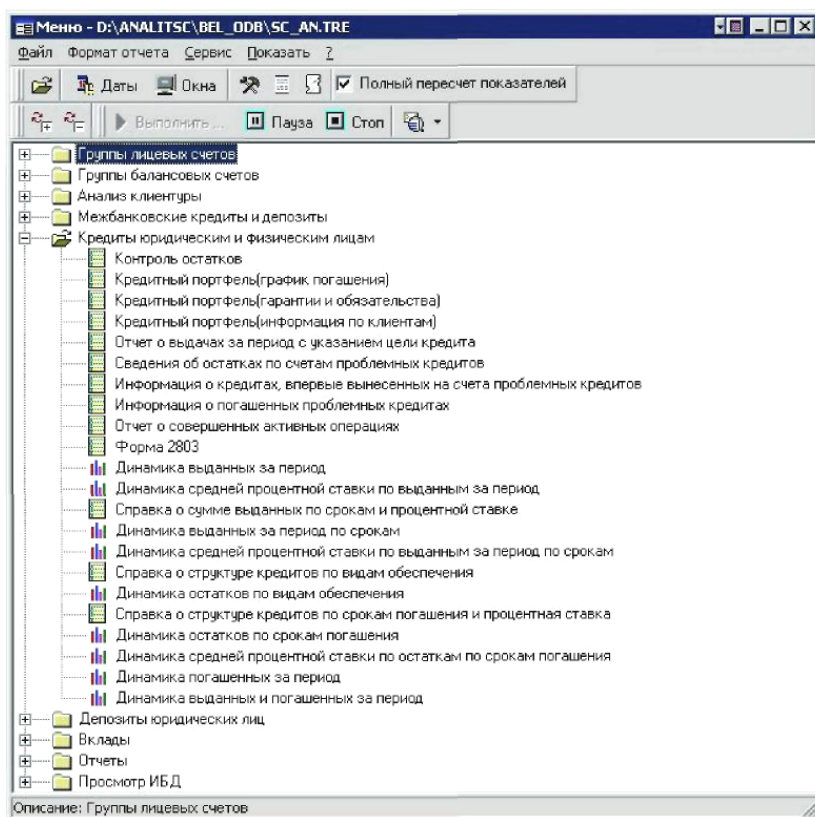 Меню - D:\ANALITSC\BEL_ODB\SC_AN.TRE
Файл Формат отчета Сервис Показать ?
Даты Окна Полный пересчет показателей
Выполнить... Пауза Стоп
Группы лицевых счетов
Группы балансовых счетов
Анализ клиентуры
Межбанковские кредиты и депозиты
Кредиты юридическим и физическим лицам
Контроль остатков
Кредитный портфель(график погашения)
Кредитный портфель(гарантии и обязательства)
Кредитный портфель(информация по клиентам)
Отчет о выдачах за период с указанием цели кредита
Сведения об остатках по счетам проблемных кредитов
Информация о кредитах, впервые вынесенных на счета проблемных кредитов
Информация о погашенных проблемных кредитах
Отчет о совершенных активных операциях
Форма 2803
Динамика выданных за период
Динамика средней процентной ставки по выданным за период
Справка о сумме выданных по срокам и процентной ставке
Динамика выданных за период по срокам
Динамика средней процентной ставки по выданным за период по срокам
Справка о структуре кредитов по видам обеспечения
Динамика остатков по видам обеспечения
Справка о структуре кредитов по срокам погашения и процентная ставка
Динамика остатков по срокам погашения
Динамика средней процентной ставки по остаткам по срокам погашения
Динамика погашенных за период
Динамика выданных и погашенных за период
Депозиты юридических лиц
Вклады
Отчеты
Просмотр ИБД
Описание: Группы лицевых счетов